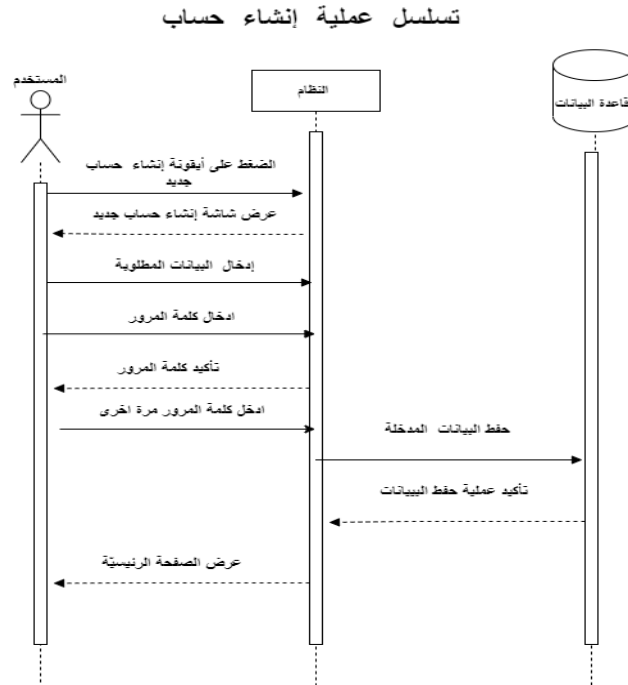 تسلسل عملية إنشاء حساب
المستخدم
النظام
قاعدة البيانات
الضغط على أيقونة إنشاء حساب
جديد
عرض شاشة إنشاء حساب جديد
إدخال البيانات المطلوبة
ادخال كلمة المرور
تأكيد كلمة المرور
ادخل كلمة المرور مرة اخرى
حفظ البيانات المدخلة
تأكيد عملية حفظ البييانات
عرض الصفحة الرئيسيّة